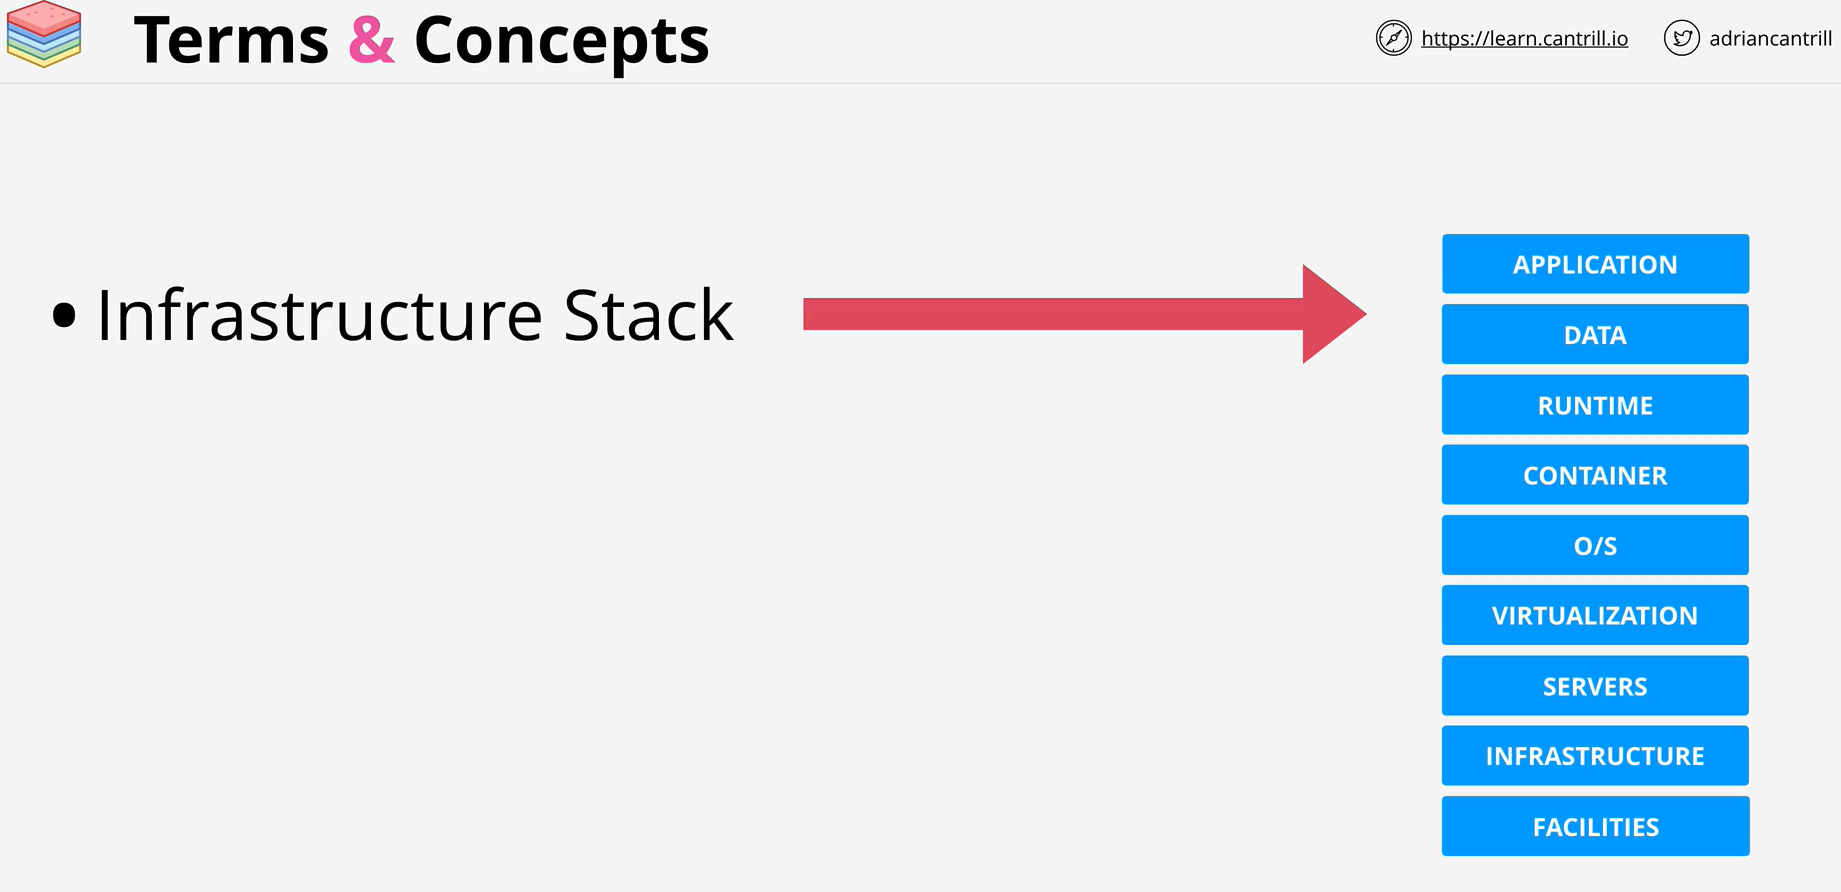 Terms & Concepts
https://learn.cantrill.io
adriancantrill
• Infrastructure Stack
APPLICATION
DATA
RUNTIME
CONTAINER
O/S
VIRTUALIZATION
SERVERS
INFRASTRUCTURE
FACILITIES